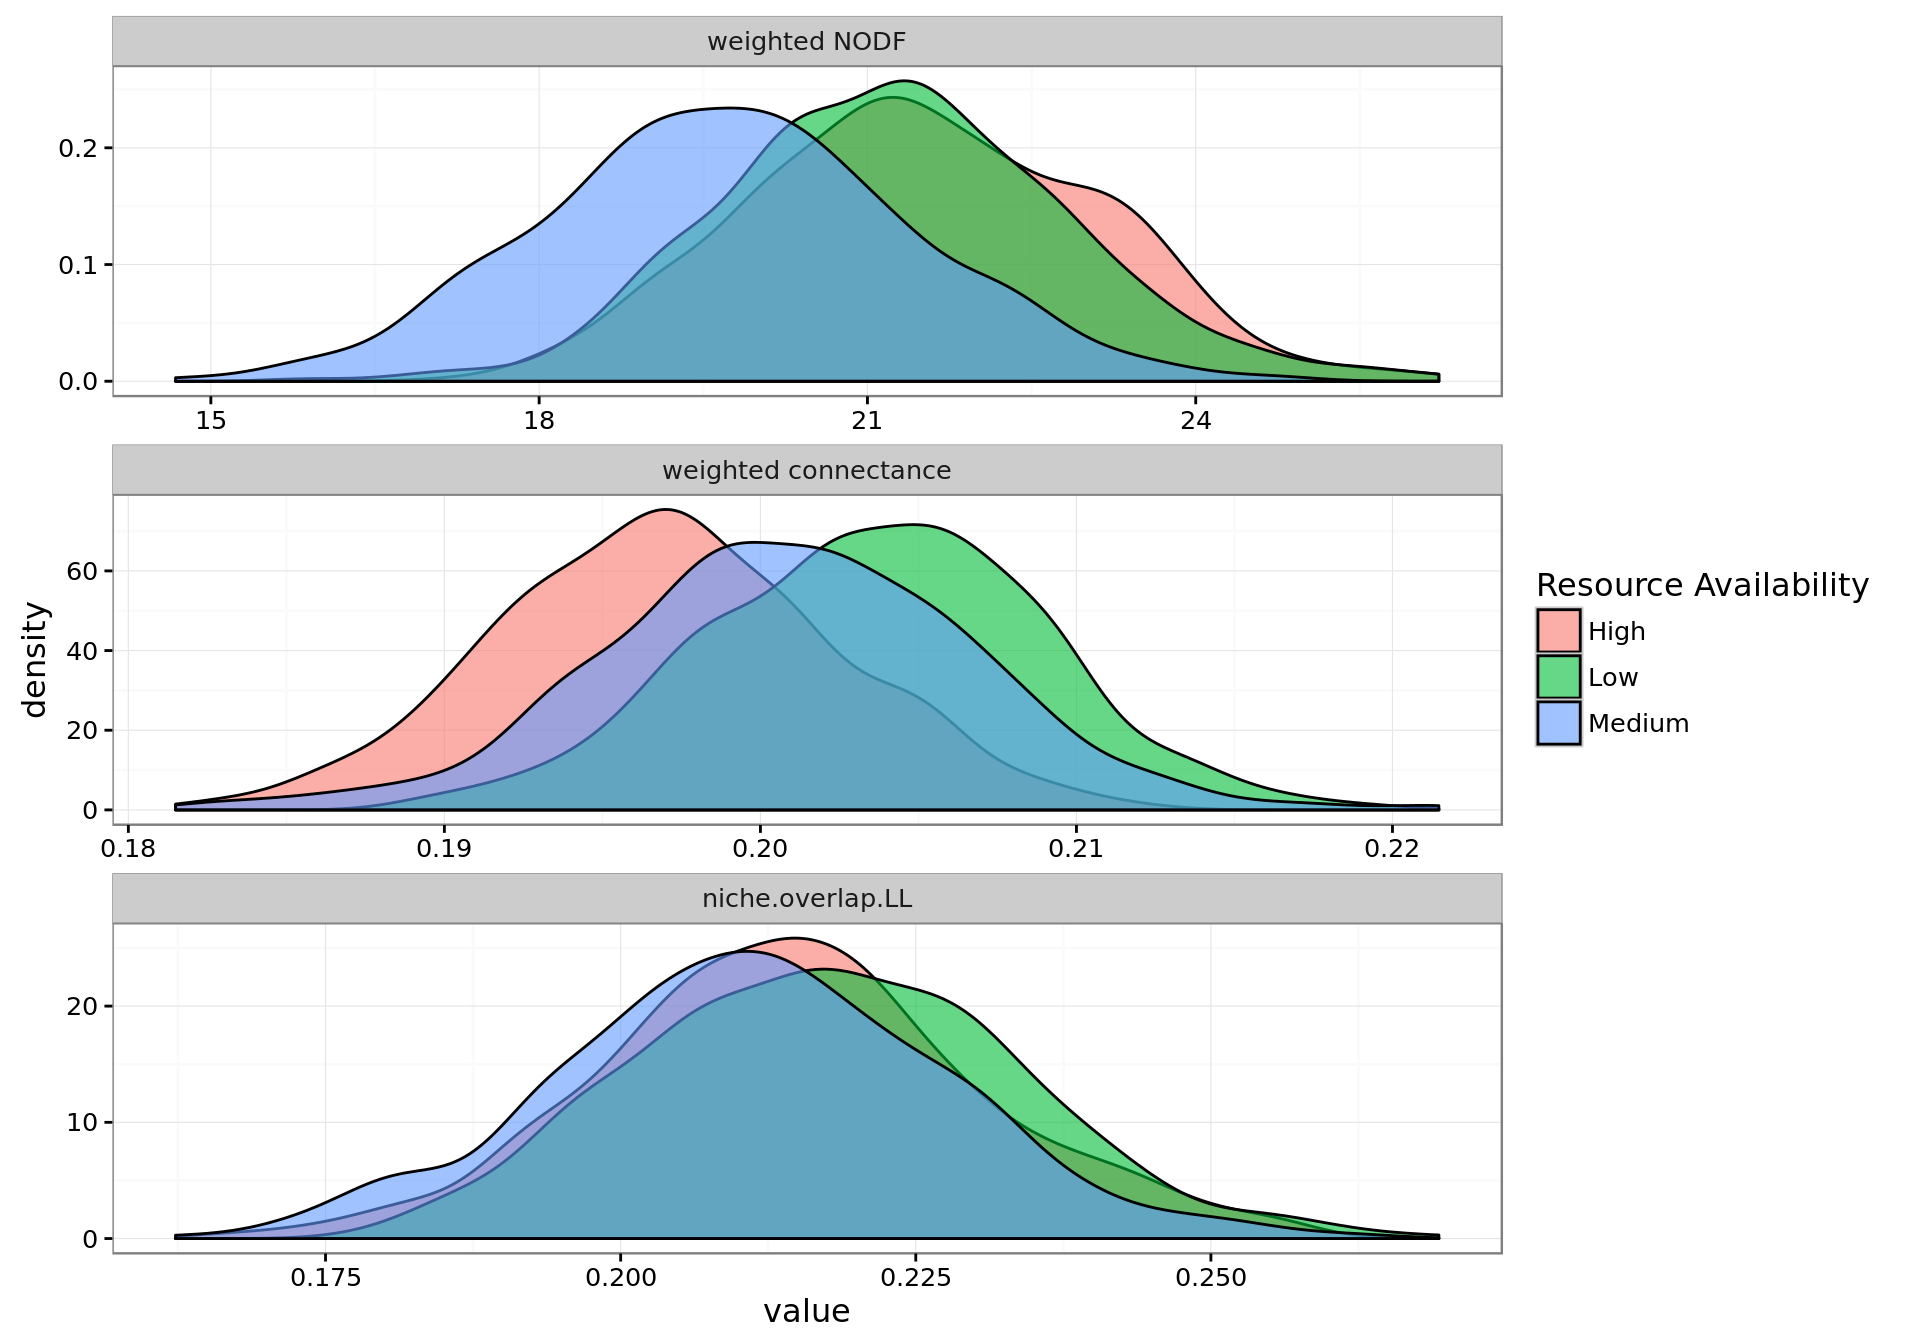 weighted NODF
0.2
0.1
0.0
15 18 21 24
weighted connectance
60
40
20
0
0.18 0.19 0.20 0.21 0.22
niche.overlap.LL
20
10
0
0.175 0.200 0.225 0.250
value
density
Resource Availability
High
Low
Medium